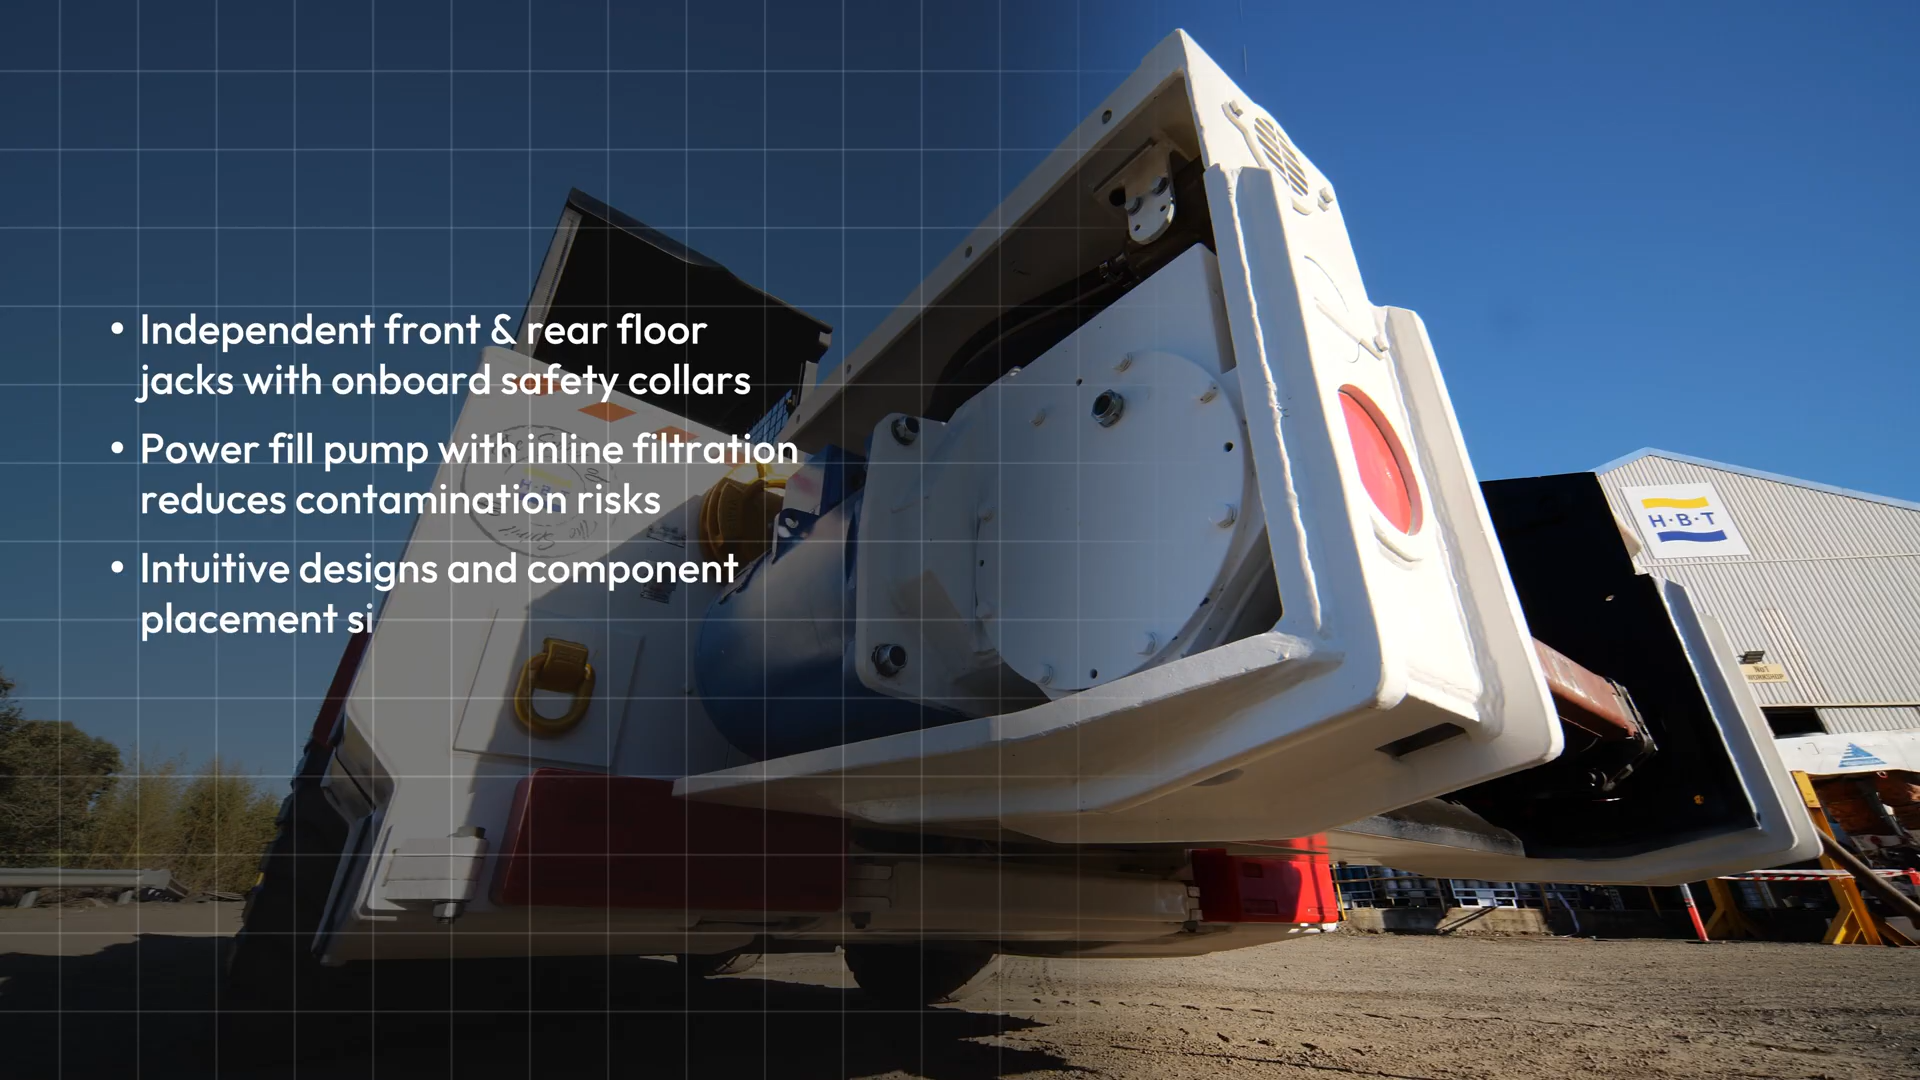 • Independent front & rear floor
jacks with onboard safety collars
• Power fill pump with inline filtration
reduces contamination risks
• Intuitive designs and component
placement si
H·B·T
H·B·T